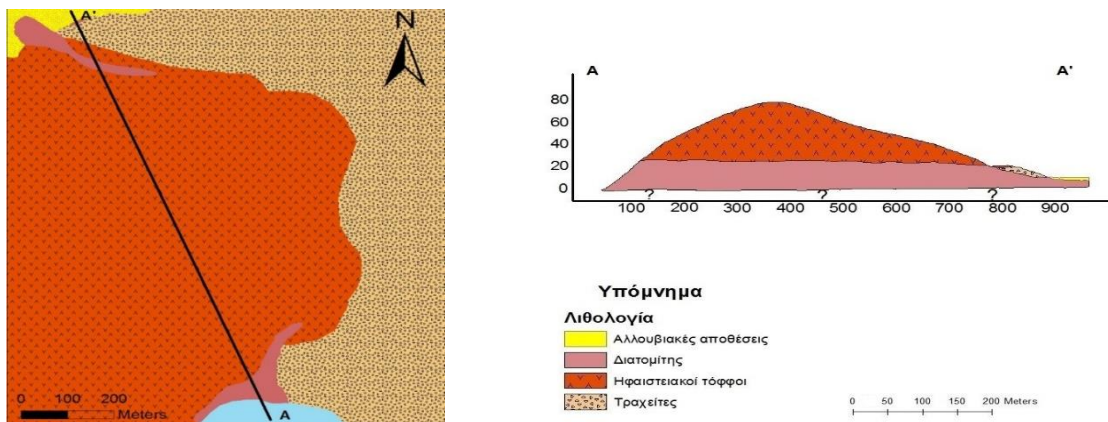 A'
N
0 100 200
Meters
A
A A'
80
60
40
20
0
? ? ?
100 200 300 400 500 600 700 800 900
Υπόμνημα
Λιθολογία
Αλλουβιακές αποθέσεις
Διατομίτης
Ηφαιστειακοί τόφφοι
Τραχείτες
0 50 100 150 200 Meters